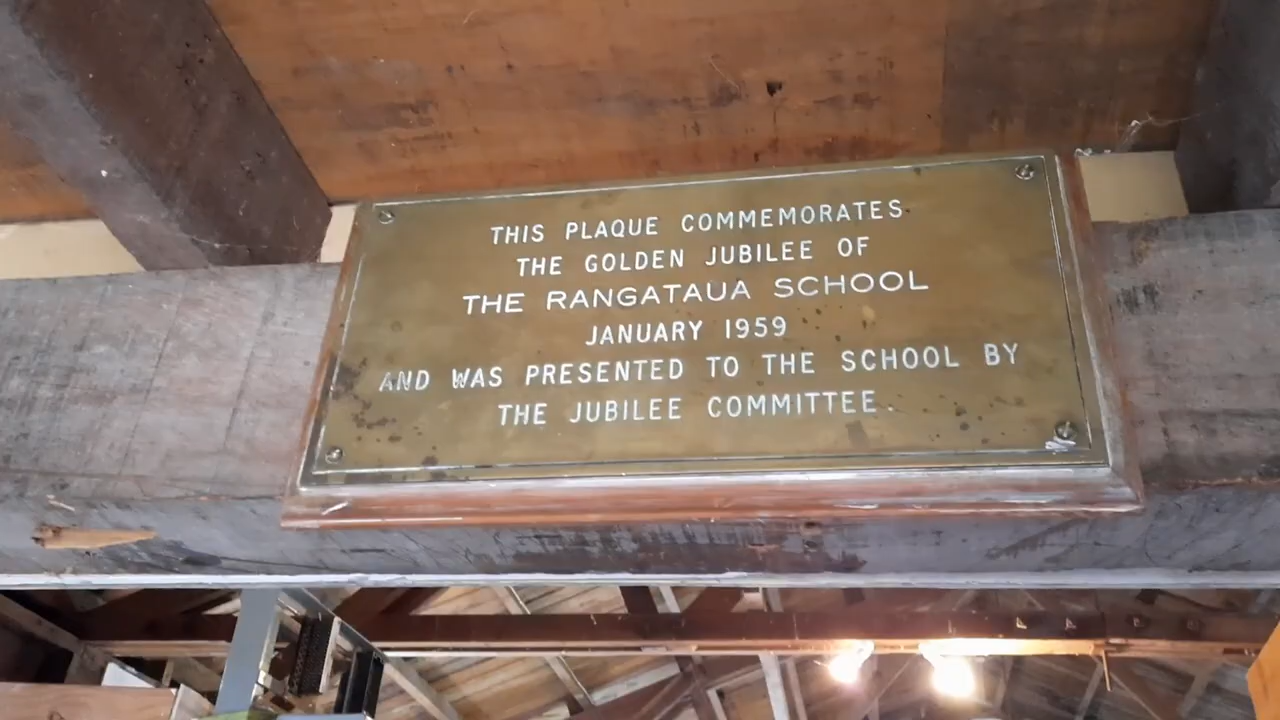 THIS PLAQUE COMMEMORATES
THE GOLDEN JUBILEE OF
THE RANGATAUA SCHOOL
JANUARY 1959
AND WAS PRESENTED TO THE SCHOOL BY
THE JUBILEE COMMITTEE.